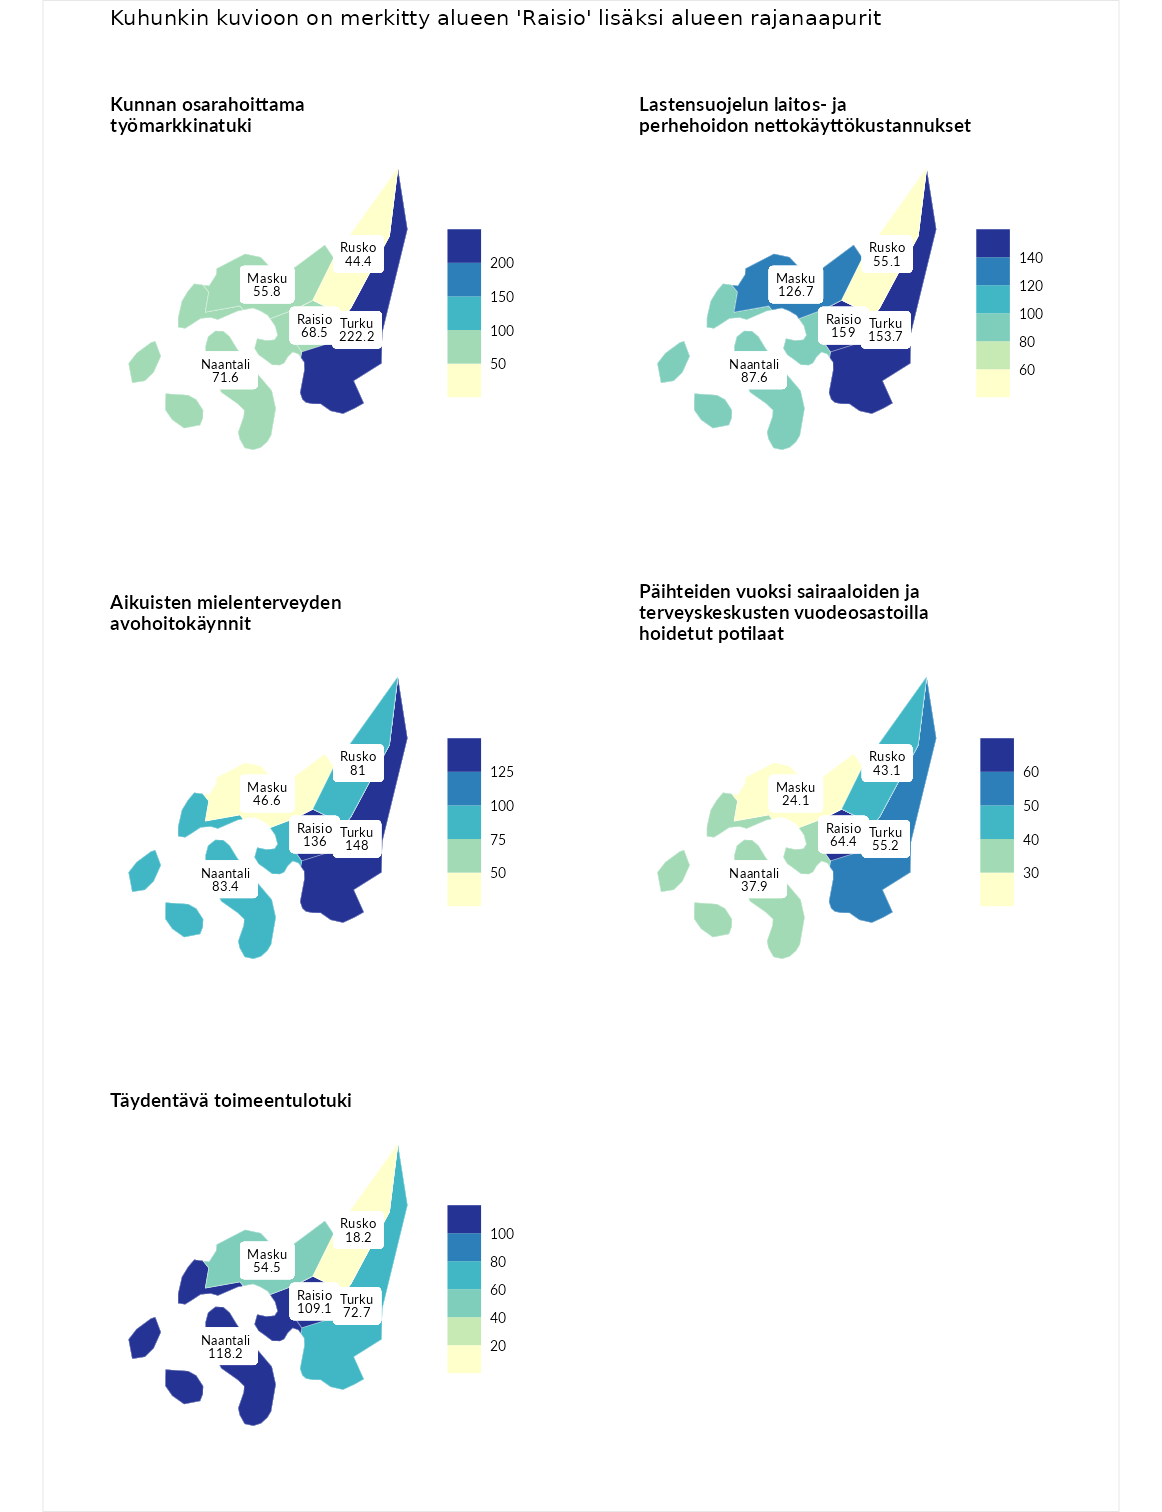 Kuhunkin kuvioon on merkitty alueen 'Raisio' lisäksi alueen rajanaapurit
Kunnan osarahoittama
työmarkkinatuki
Rusko
44.4
Masku
55.8
Raisio
68.5
Turku
222.2
Naantali
71.6
200
150
100
50
Lastensuojelun laitos- ja
perhehoidon nettokäyttökustannukset
Rusko
55.1
Masku
126.7
Raisio
159
Turku
153.7
Naantali
87.6
140
120
100
80
60
Aikuisten mielenterveyden
avohoitokäynnit
Rusko
81
Masku
46.6
Raisio
136
Turku
148
Naantali
83.4
125
100
75
50
Päihteiden vuoksi sairaaloiden ja
terveyskeskusten vuodeosastoilla
hoidetut potilaat
Rusko
43.1
Masku
24.1
Raisio
64.4
Turku
55.2
Naantali
37.9
60
50
40
30
Täydentävä toimeentulotuki
Rusko
18.2
Masku
54.5
Raisio
109.1
Turku
72.7
Naantali
118.2
100
80
60
40
20